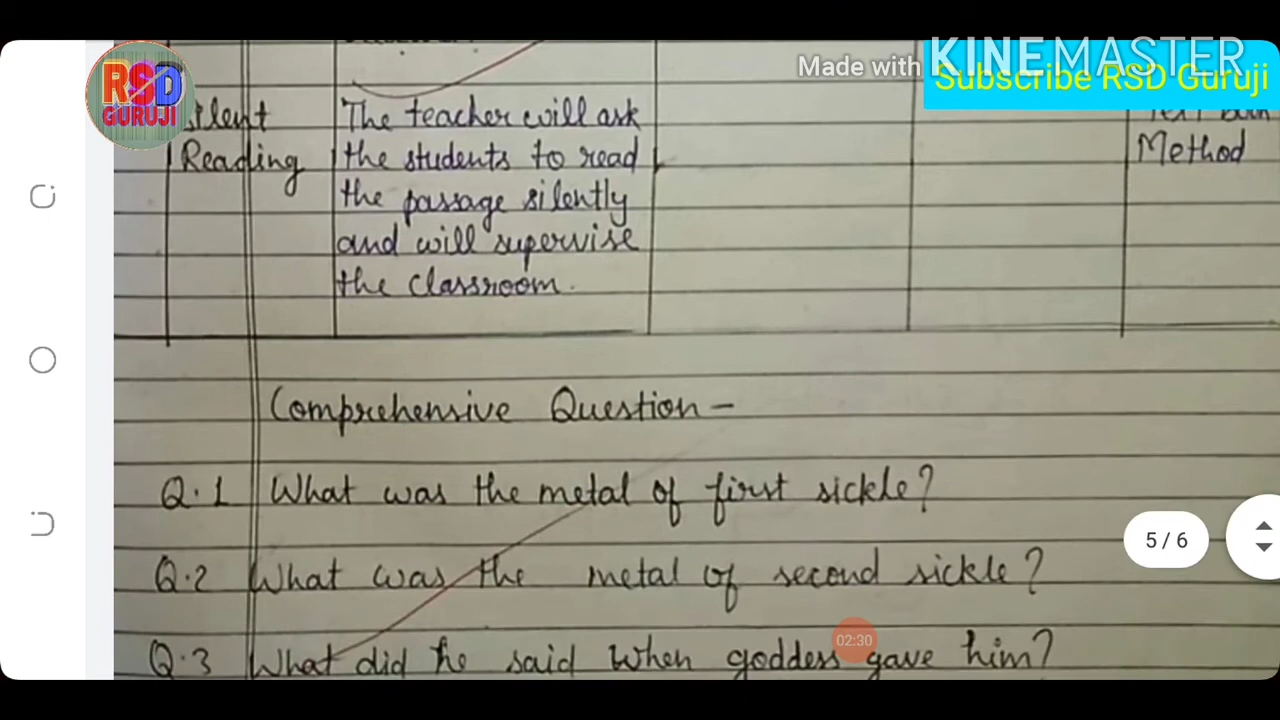 Made with KINEMASTER
Subscribe RSD Guruji
RSD
GURUJI
Silent
Reading
The teacher will ask
the students to read
the passage silently
and will supervise
the classroom.
Method
Comprehensive Question -
Q.1 What was the metal of first sickle?
Q.2 What was the metal of second sickle?
Q.3 What did he said when goddess gave him?
5/6
02:30